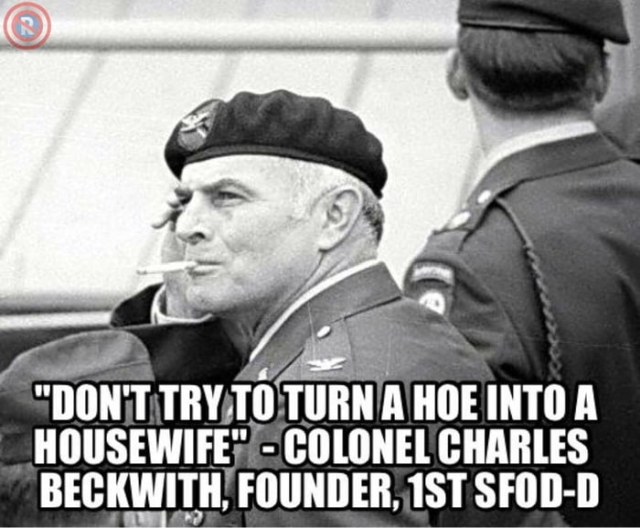 R
"DON'T TRY TO TURN A HOE INTO A
HOUSEWIFE" - COLONEL CHARLES
BECKWITH, FOUNDER, 1ST SFOD-D